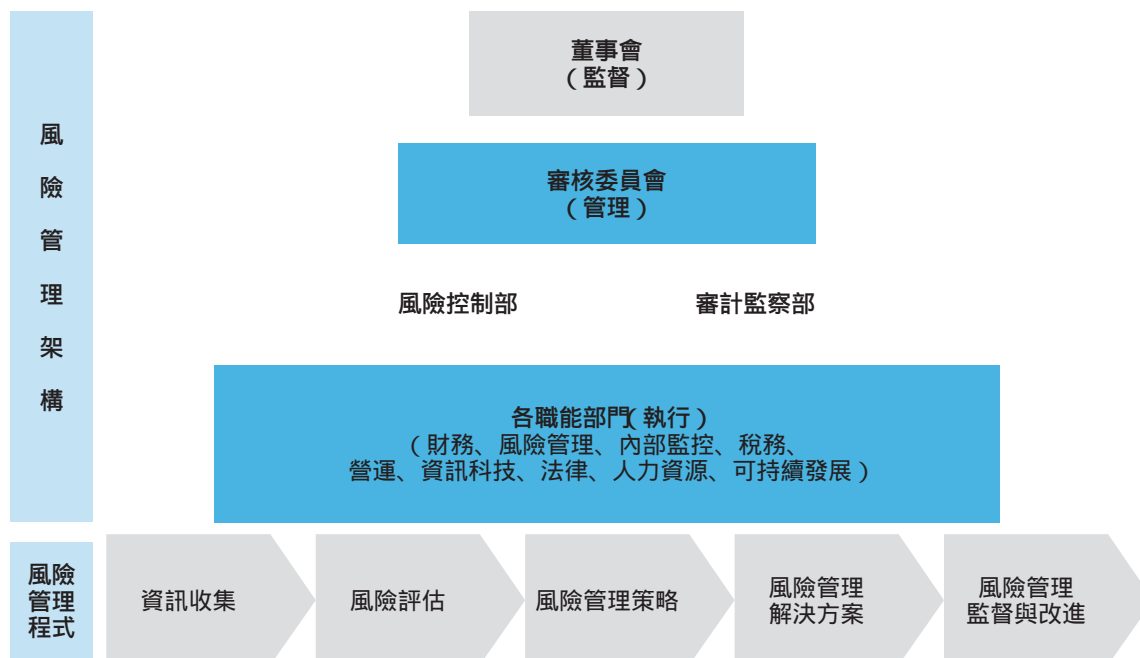 風
險
管
理
架
構
董事會
（監督）
審核委員會
（管理）
風險控制部
審計監察部
各職能部門（執行）
（財務、風險管理、內部監控、稅務、
營運、資訊科技、法律、人力資源、可持續發展）
風險
管理
程式
資訊收集
風險評估
風險管理策略
風險管理
解決方案
風險管理
監督與改進